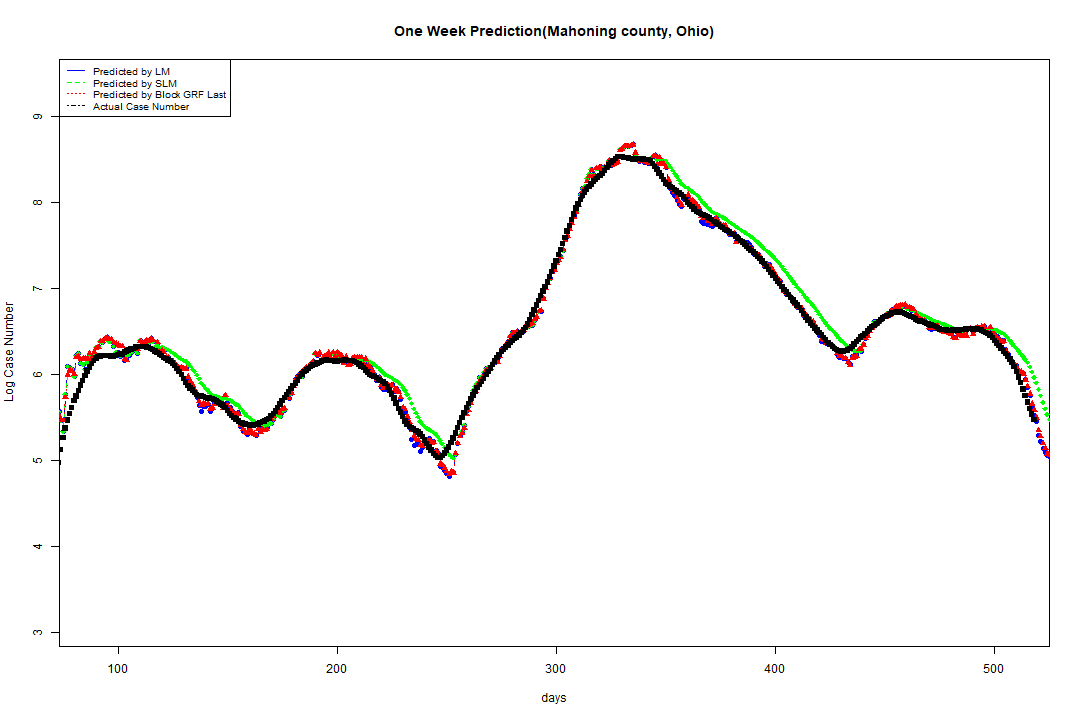 One Week Prediction(Mahoning county, Ohio)
Predicted by LM
Predicted by SLM
Predicted by Block GRF Last
Actual Case Number
9
8
7
6
5
4
3
Log Case Number
100 200 300 400 500
days